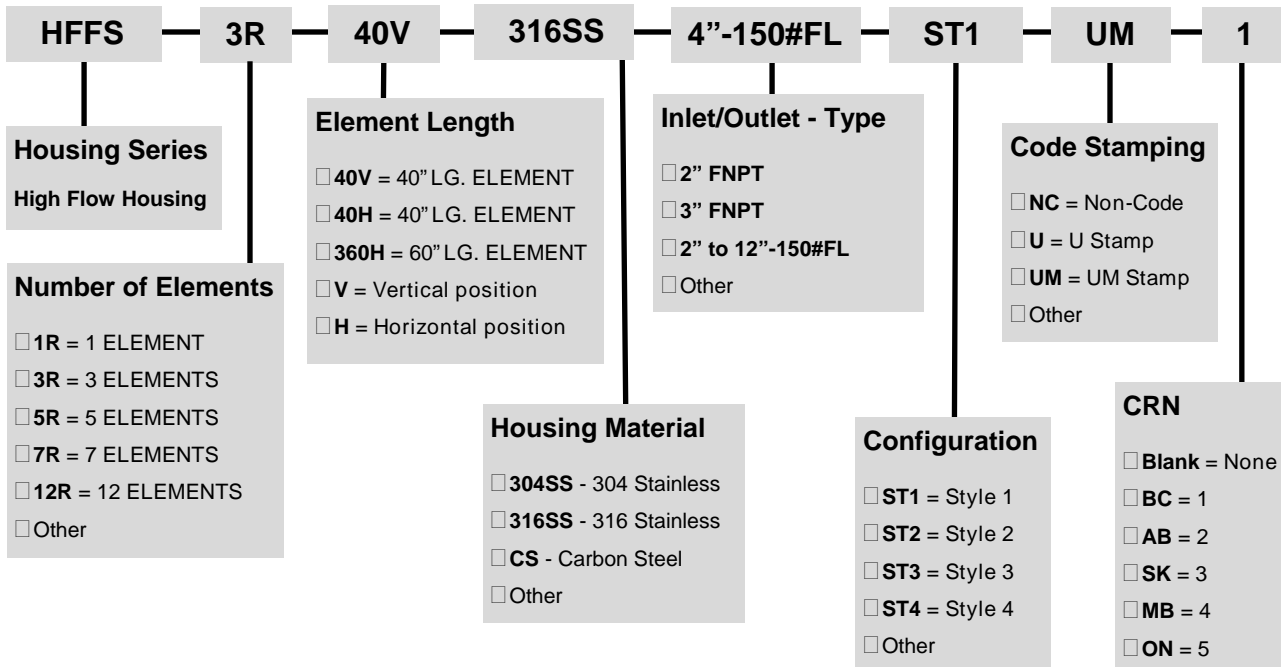 HFFS 3R 40V 316SS 4”-150#FL ST1 UM 1
Housing Series
High Flow Housing
Number of Elements
1R = 1 ELEMENT
3R = 3 ELEMENTS
5R = 5 ELEMENTS
7R = 7 ELEMENTS
12R = 12 ELEMENTS
Other
Element Length
40V = 40” LG. ELEMENT
40H = 40” LG. ELEMENT
360H = 60” LG. ELEMENT
V = Vertical position
H = Horizontal position
Housing Material
304SS - 304 Stainless
316SS - 316 Stainless
CS - Carbon Steel
Other
Inlet/Outlet - Type
2” FNPT
3” FNPT
2” to 12”-150#FL
Other
Configuration
ST1 = Style 1
ST2 = Style 2
ST3 = Style 3
ST4 = Style 4
Other
Code Stamping
NC = Non-Code
U = U Stamp
UM = UM Stamp
Other
CRN
Blank = None
BC = 1
AB = 2
SK = 3
MB = 4
ON = 5